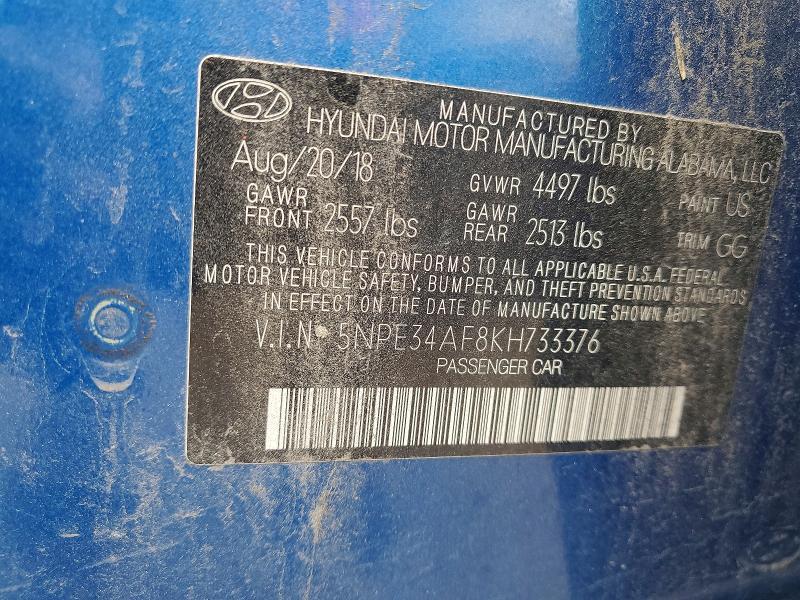 MANUFACTURED BY
HYUNDAI MOTOR MANUFACTURING ALABAMA, LLC
Aug/20/18 GVWR 4497 lbs PAINT US
GAWR FRONT 2557 lbs GAWR REAR 2513 lbs TRIM GG
THIS VEHICLE CONFORMS TO ALL APPLICABLE U.S.A. FEDERAL
MOTOR VEHICLE SAFETY, BUMPER, AND THEFT PREVENTION STANDARDS
IN EFFECT ON THE DATE OF MANUFACTURE SHOWN ABOVE
V.I.N 5NPE34AF8KH733376
PASSENGER CAR